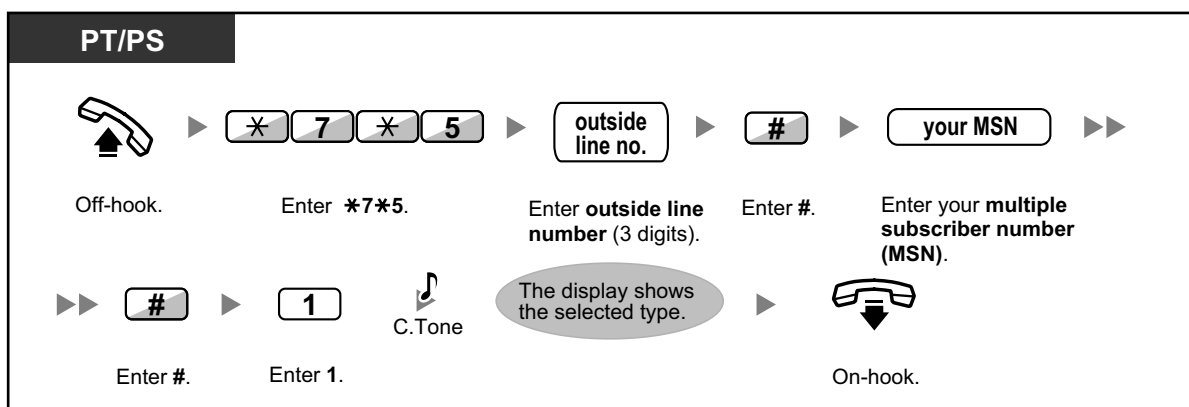 PT/PS
* 7 * 5
outside
line no.
#
your MSN
Off-hook.
Enter *7*5.
Enter outside line
number (3 digits).
Enter #.
Enter your multiple
subscriber number
(MSN).
#
1
C.Tone
The display shows
the selected type.
Enter #.
Enter 1.
On-hook.